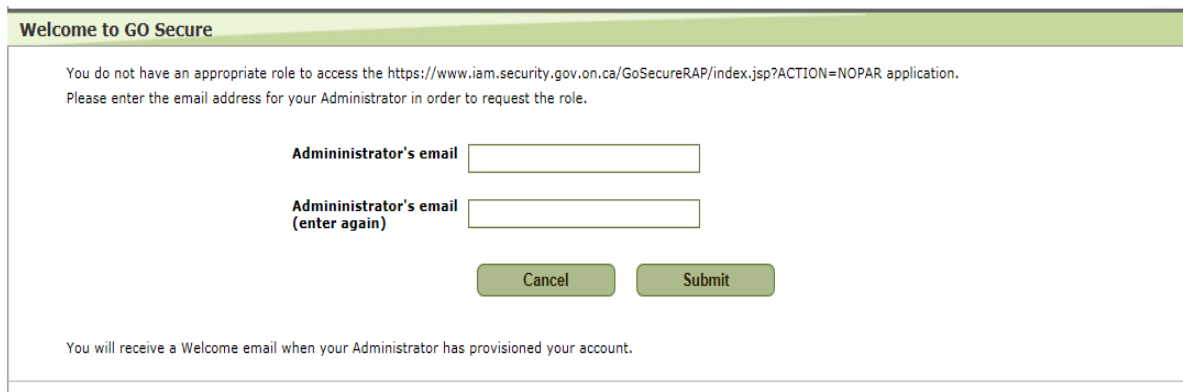 Welcome to GO Secure
You do not have an appropriate role to access the https://www.iam.security.gov.on.ca/GoSecureRAP/index.jsp?ACTION=NOPAR application.
Please enter the email address for your Administrator in order to request the role.
Admininistrator's email
Admininistrator's email
(enter again)
Cancel Submit
You will receive a Welcome email when your Administrator has provisioned your account.